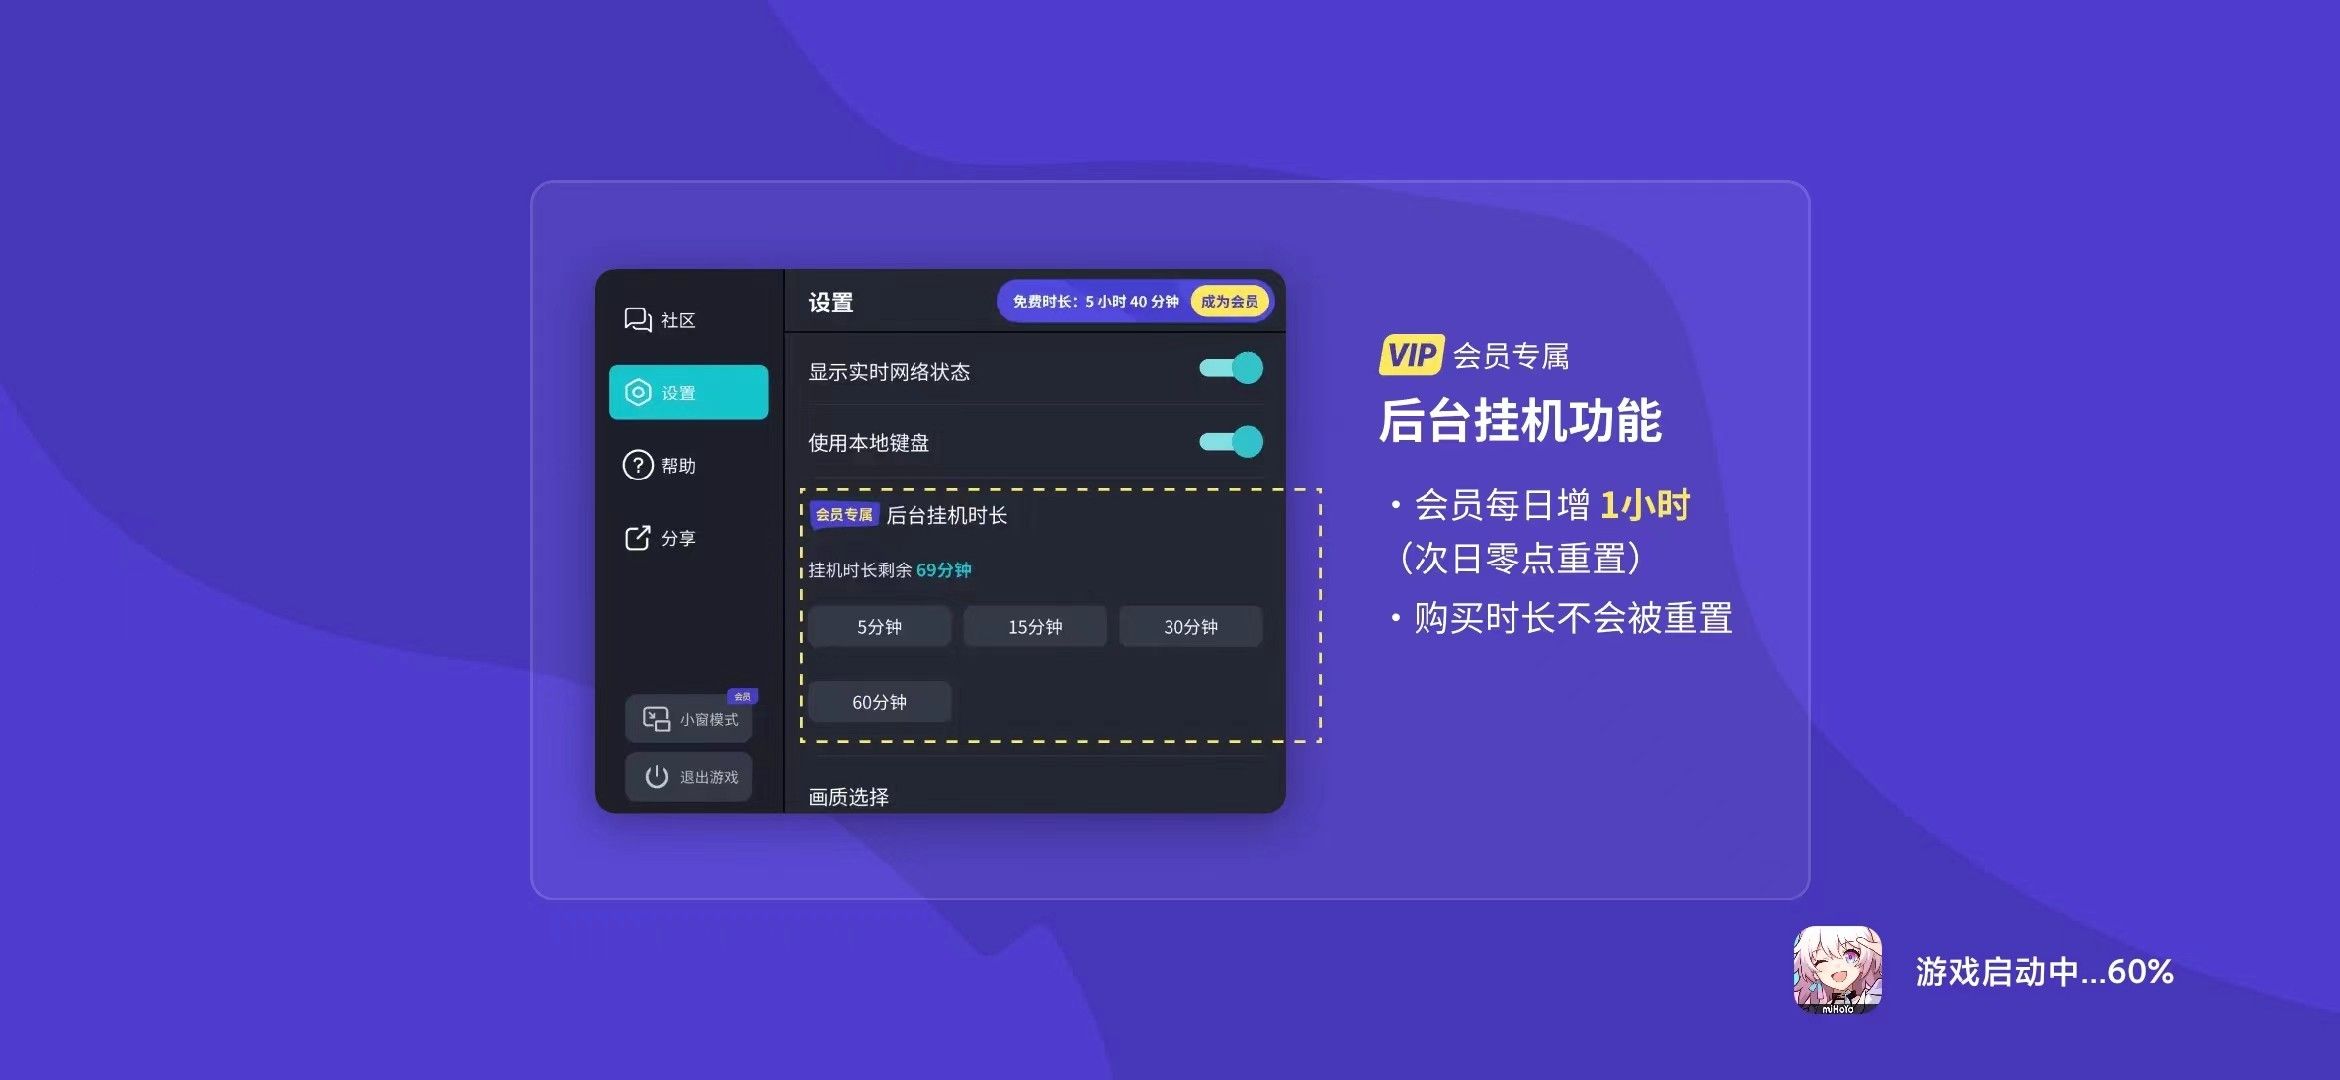 社区
设置
帮助
分享
会员
小窗模式
退出游戏
设置
免费时长：5 小时 40 分钟
成为会员
显示实时网络状态
使用本地键盘
会员专属 后台挂机时长
挂机时长剩余 69分钟
5分钟
15分钟
30分钟
60分钟
画质选择
VIP 会员专属
后台挂机功能
·会员每日增 1小时
（次日零点重置）
·购买时长不会被重置
miHoYo
游戏启动中...60%